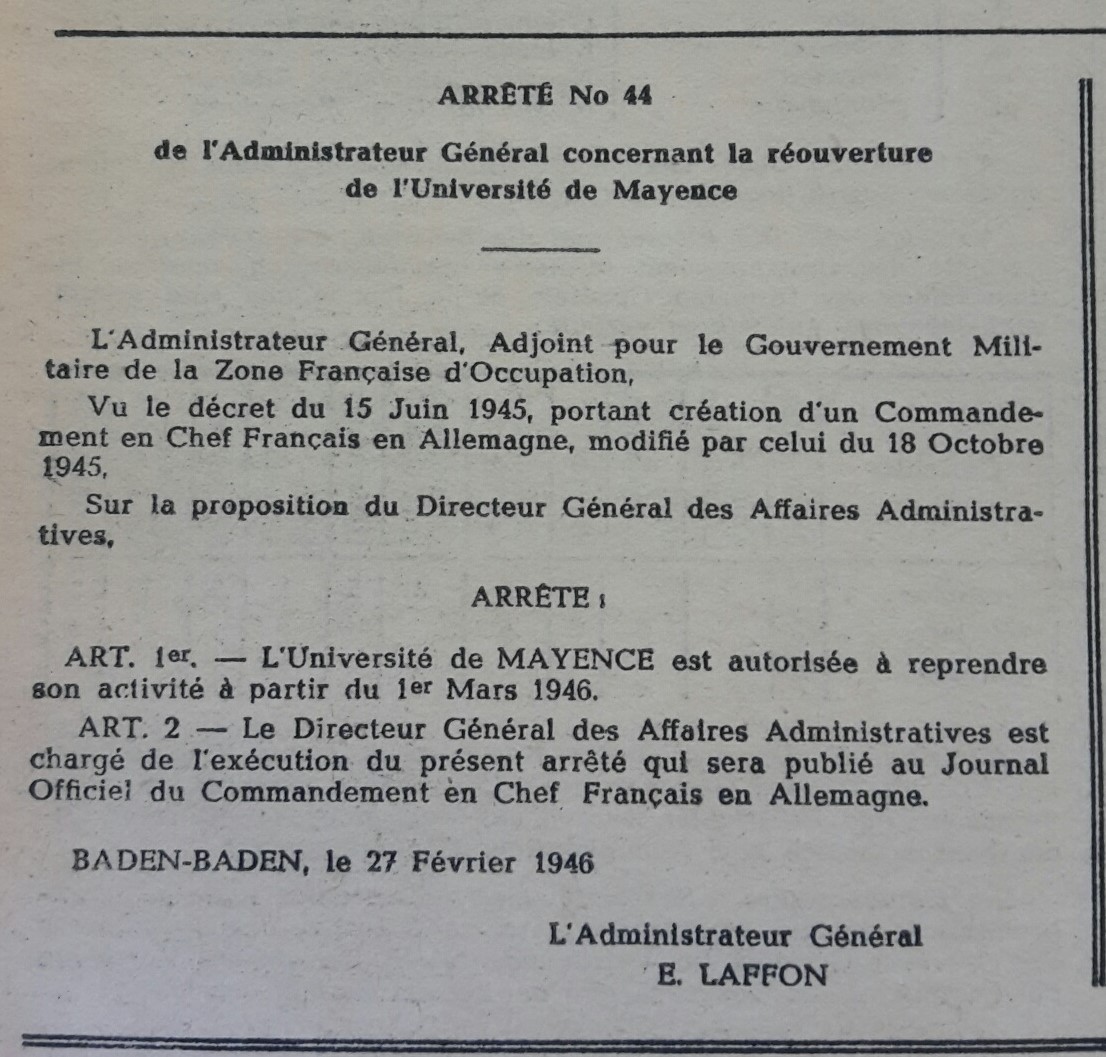 ARRÊTÉ No 44
de l'Administrateur Général concernant la réouverture
de l'Université de Mayence
L'Administrateur Général, Adjoint pour le Gouvernement Mili-
taire de la Zone Française d'Occupation,
Vu le décret du 15 Juin 1945, portant création d'un Commande-
ment en Chef Français en Allemagne, modifié par celui du 18 Octobre
1945,
Sur la proposition du Directeur Général des Affaires Administra-
tives,
ARRÊTE :
ART. 1er. — L'Université de MAYENCE est autorisée à reprendre
son activité à partir du 1er Mars 1946.
ART. 2 — Le Directeur Général des Affaires Administratives est
chargé de l'exécution du présent arrêté qui sera publié au Journal
Officiel du Commandement en Chef Français en Allemagne.
BADEN-BADEN, le 27 Février 1946
L'Administrateur Général
E. LAFFON